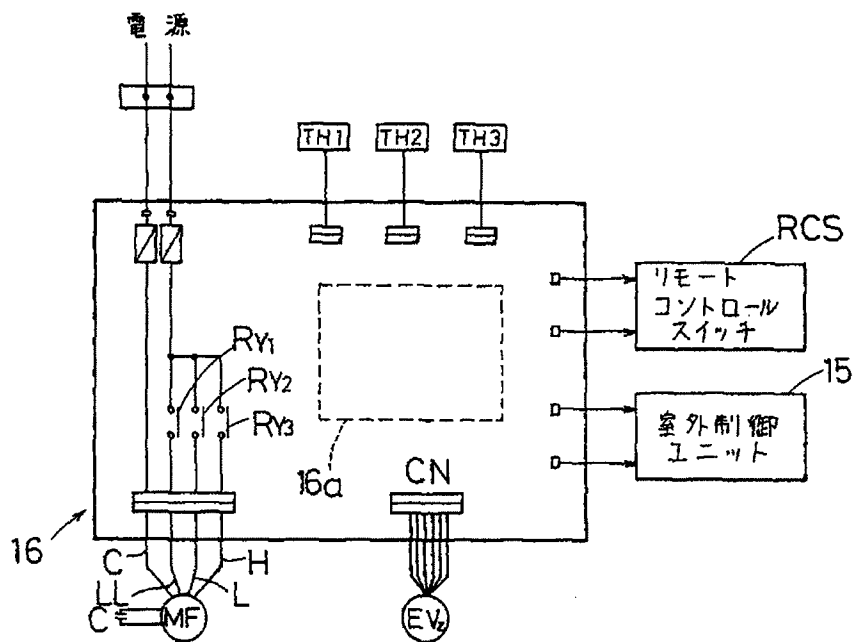 電源
TH1 TH2 TH3
RCS
リモート
コントロール
スイッチ
RY1
RY2
RY3
15
室外制御
ユニット
16a
CN
16
C
H
LL
L
C
MF
EV2